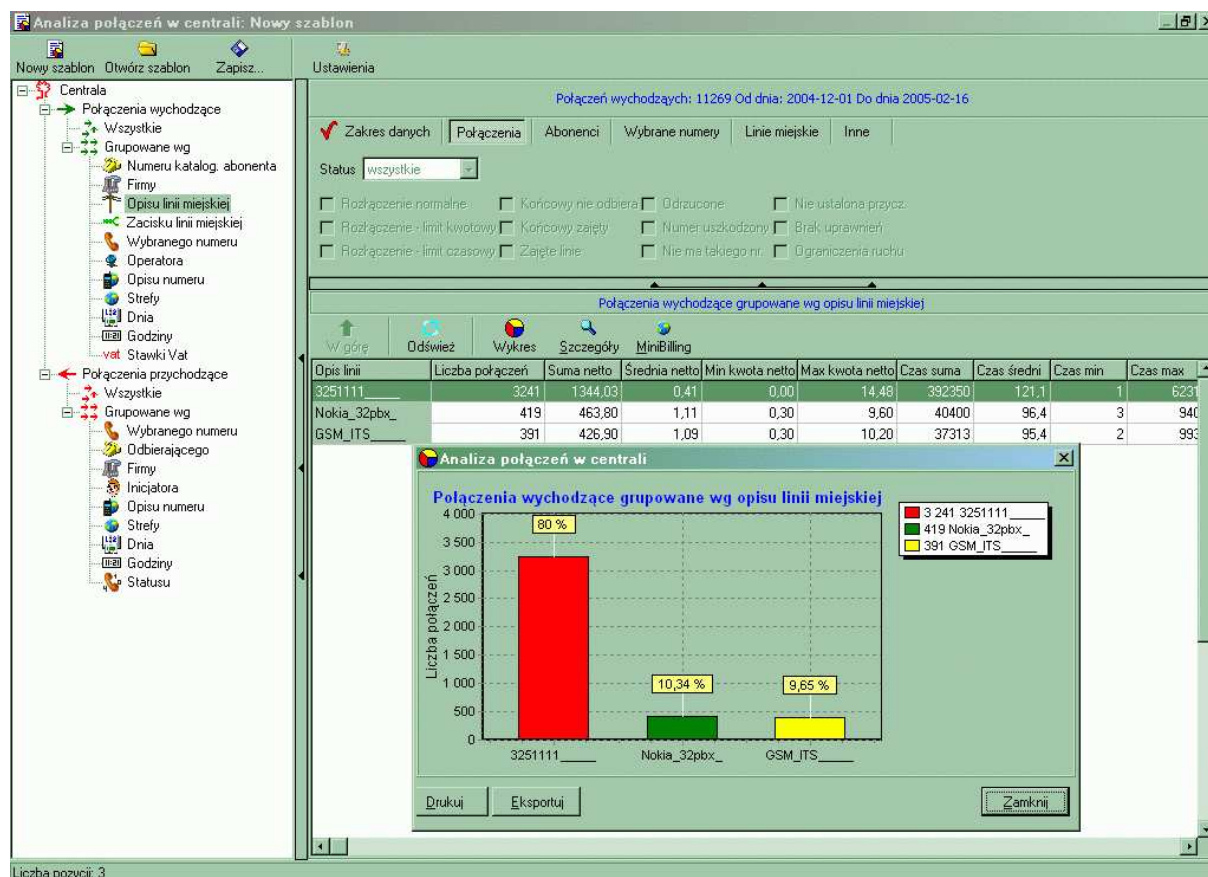 Analiza połączeń w centrali: Nowy szablon
Nowy szablon Otwórz szablon Zapisz... Ustawienia
Centrala
Połączenia wychodzące
Wszystkie
Grupowane wg
Numeru katalog. abonenta
Firmy
Opisu linii miejskiej
Zacisku linii miejskiej
Wybranego numeru
Operatora
Opisu numeru
Strefy
Dnia
Godziny
vat Stawki Vat
Połączenia przychodzące
Wszystkie
Grupowane wg
Wybranego numeru
Odbierającego
Firmy
Inicjatora
Opisu numeru
Strefy
Dnia
Godziny
Statusu
Połączeń wychodząych: 11269 Od dnia: 2004-12-01 Do dnia 2005-02-16
Zakres danych Połączenia Abonenci Wybrane numery Linie miejskie Inne
Status wszystkie
Rozłączenie normalne Końcowy nie odbiera Odrzucone Nie ustalona przycz.
Rozłączenie - limit kwotowy Końcowy zajęty Numer uszkodzony Brak uprawnień
Rozłączenie - limit czasowy Zajęte linie Nie ma takiego nr. Ograniczenia ruchu
Połączenia wychodzące grupowane wg opisu linii miejskiej
W górę Odśwież Wykres Szczegóły MiniBilling
Opis linii Liczba połączeń Suma netto Średnia netto Min kwota netto Max kwota netto Czas suma Czas średni Czas min Czas max
3251111_____ 3241 1344,03 0,41 0,00 14,48 392350 121,1 1 6231
Nokia_32pbx_ 419 463,80 1,11 0,30 9,60 40400 96,4 3 940
GSM_ITS_____ 391 426,90 1,09 0,30 10,20 37313 95,4 2 993
Analiza połączeń w centrali
Połączenia wychodzące grupowane wg opisu linii miejskiej
Liczba połączeń
4 000
3 500
3 000
2 500
2 000
1 500
1 000
500
0
80 %
10,34 %
9,65 %
3251111_____ Nokia_32pbx_ GSM_ITS_____
3 241 3251111_____
419 Nokia_32pbx_
391 GSM_ITS_____
Drukuj Eksportuj Zamknij
Liczba pozycji: 3